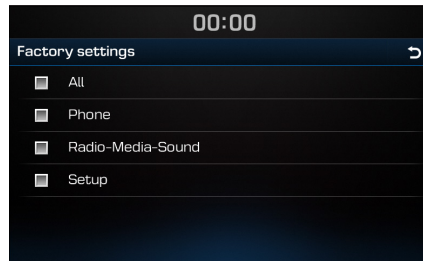 00:00
Factory settings
All
Phone
Radio-Media-Sound
Setup